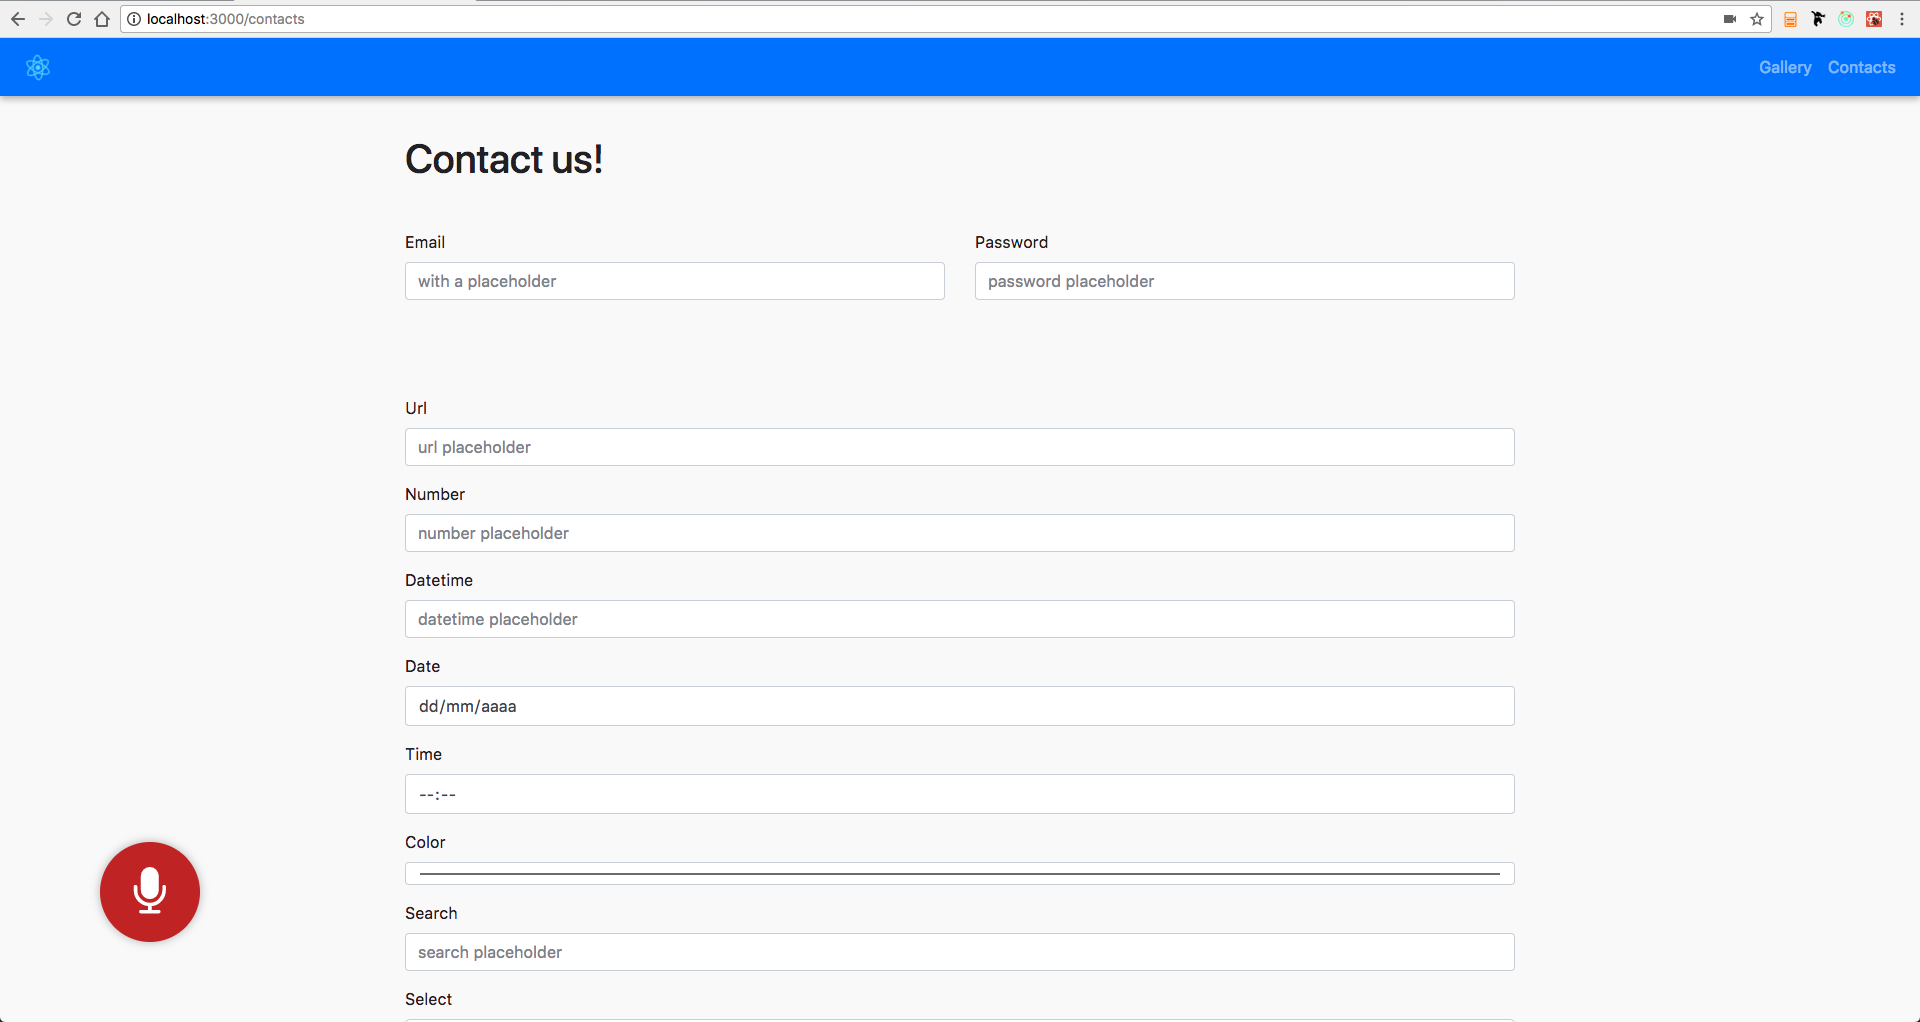 localhost:3000/contacts
Gallery Contacts
Contact us!
Email Password
with a placeholder password placeholder
Url
url placeholder
Number
number placeholder
Datetime
datetime placeholder
Date
dd/mm/aaaa
Time
--:--
Color
Search
search placeholder
Select